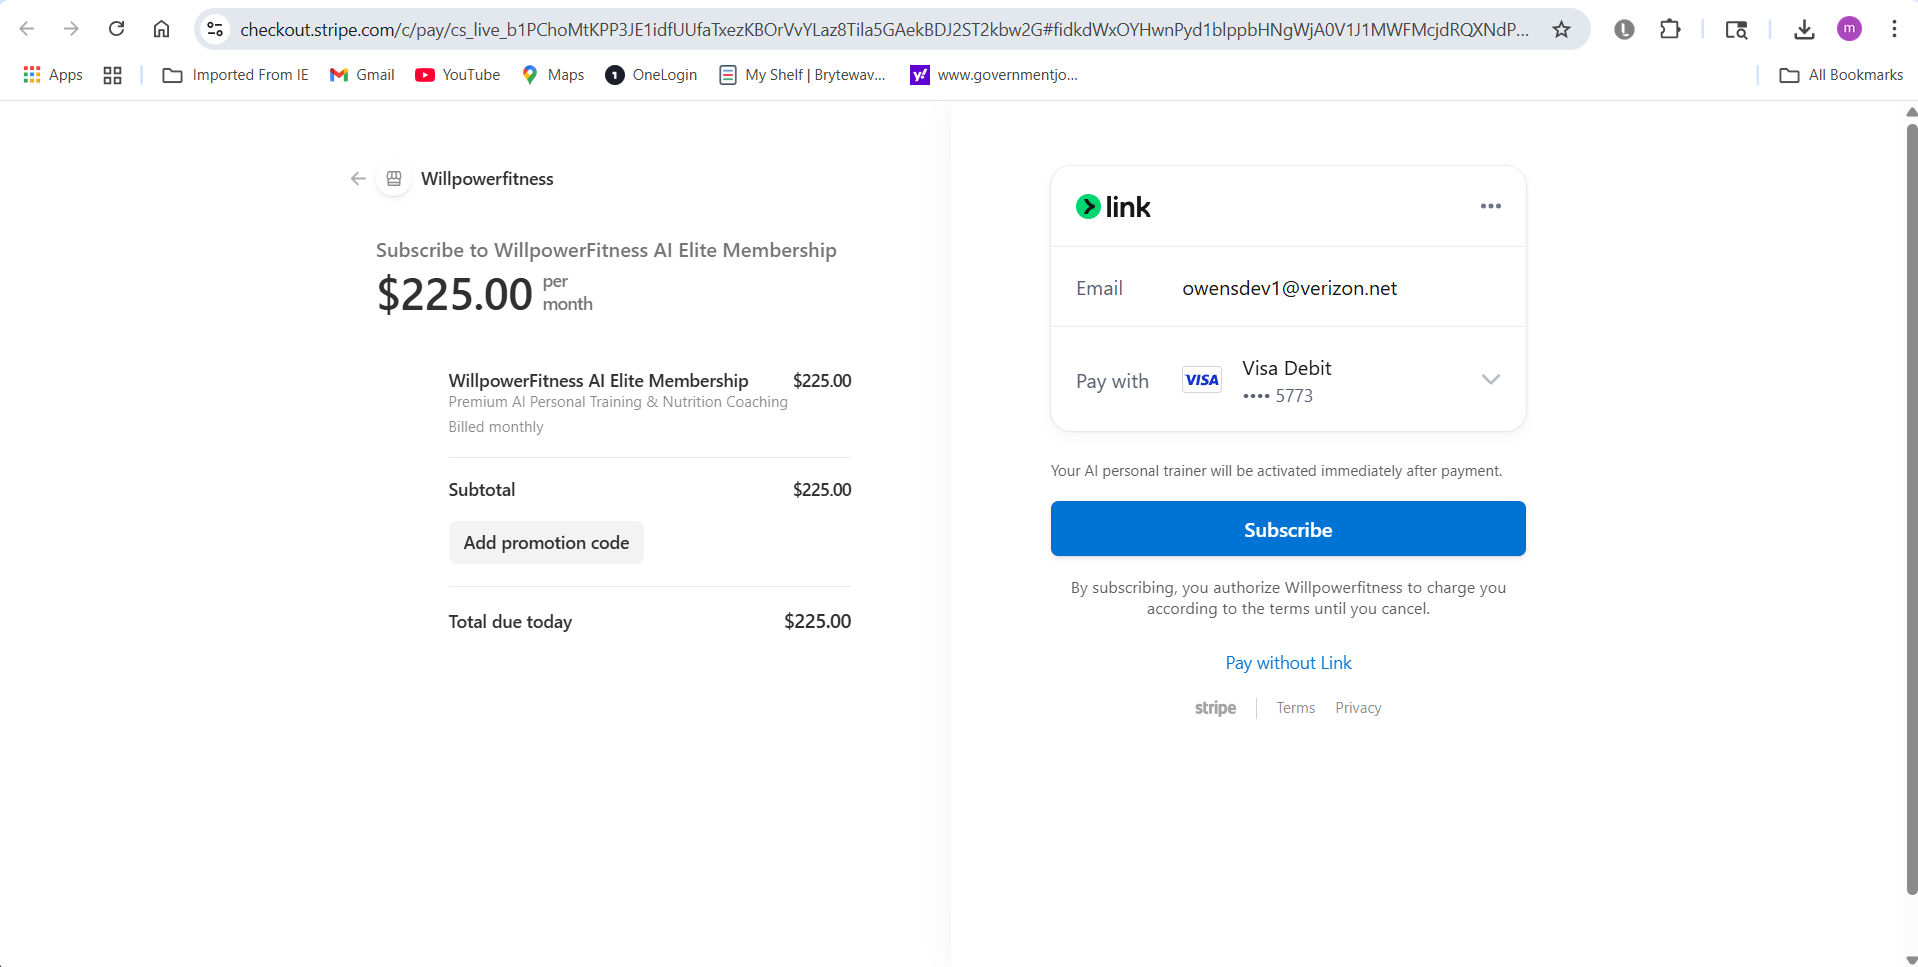 checkout.stripe.com/c/pay/cs_live_b1PChoMtKPP3JE1idfUUfaTxezKBOrVvYLaz8Tila5GAekBDJ2ST2kbw2G#fidkdWxOYHwnPyd1blppbHNgWjA0V1J1MWFMcjdRQXNdP...
m
Apps
Imported From IE
Gmail
YouTube
Maps
1 OneLogin
My Shelf | Brytewav...
y! www.governmentjo...
All Bookmarks
Willpowerfitness
Subscribe to WillpowerFitness AI Elite Membership
$225.00 per month
WillpowerFitness AI Elite Membership $225.00
Premium AI Personal Training & Nutrition Coaching
Billed monthly
Subtotal $225.00
Add promotion code
Total due today $225.00
link
Email owensdev1@verizon.net
Pay with VISA Visa Debit
•••• 5773
Your AI personal trainer will be activated immediately after payment.
Subscribe
By subscribing, you authorize Willpowerfitness to charge you
according to the terms until you cancel.
Pay without Link
stripe Terms Privacy